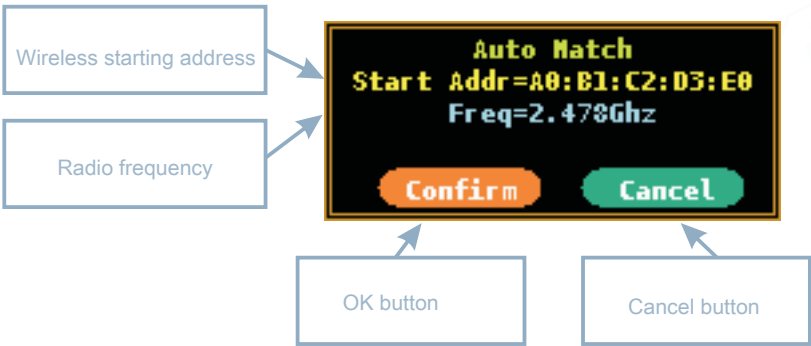 Wireless starting address
Radio frequency
Auto Match
Start Addr=A0:B1:C2:D3:E0
Freq=2.478Ghz
Confirm
Cancel
OK button
Cancel button